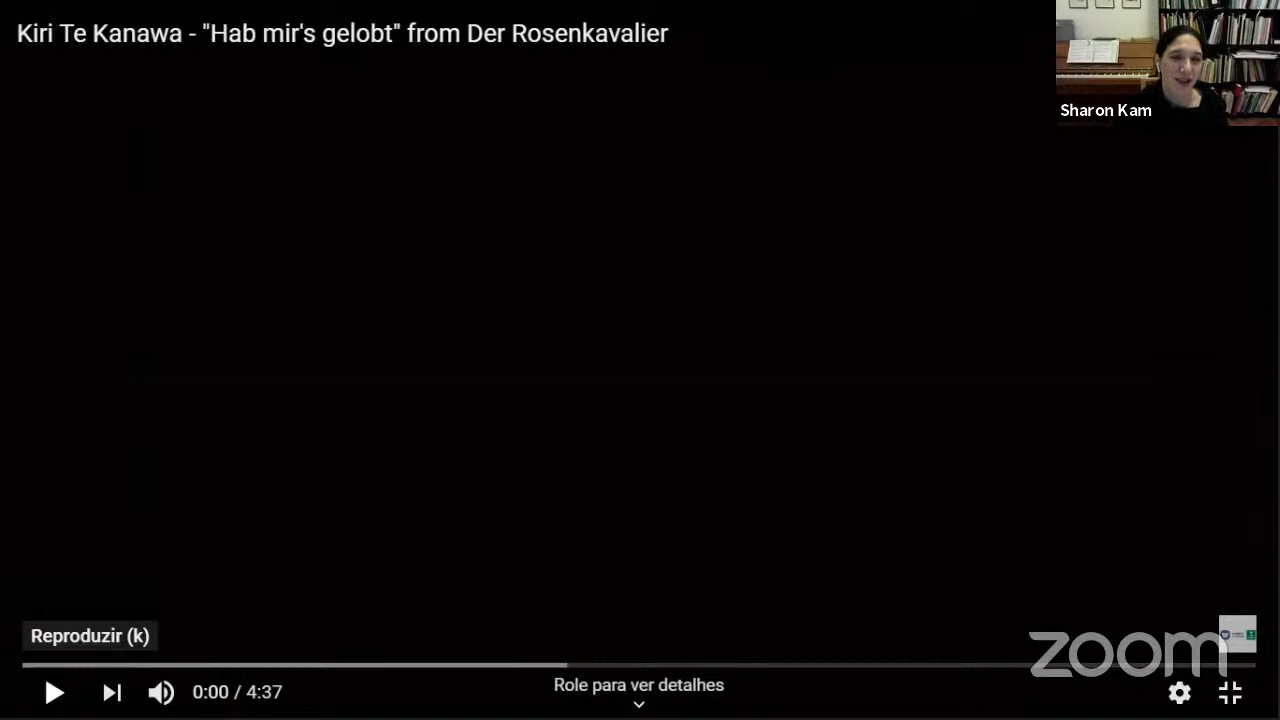 Kiri Te Kanawa - "Hab mir's gelobt" from Der Rosenkavalier
Sharon Kam
Reproduzir (k)
zoom
0:00 / 4:37
Role para ver detalhes